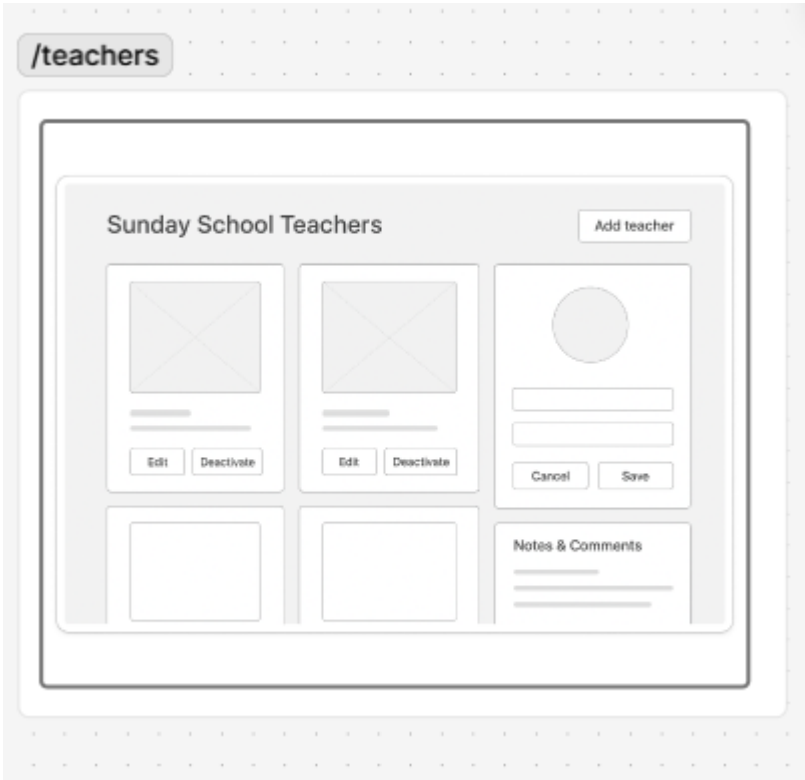 /teachers
Sunday School Teachers
Add teacher
Edit Deactivate
Edit Deactivate
Cancel Save
Notes & Comments